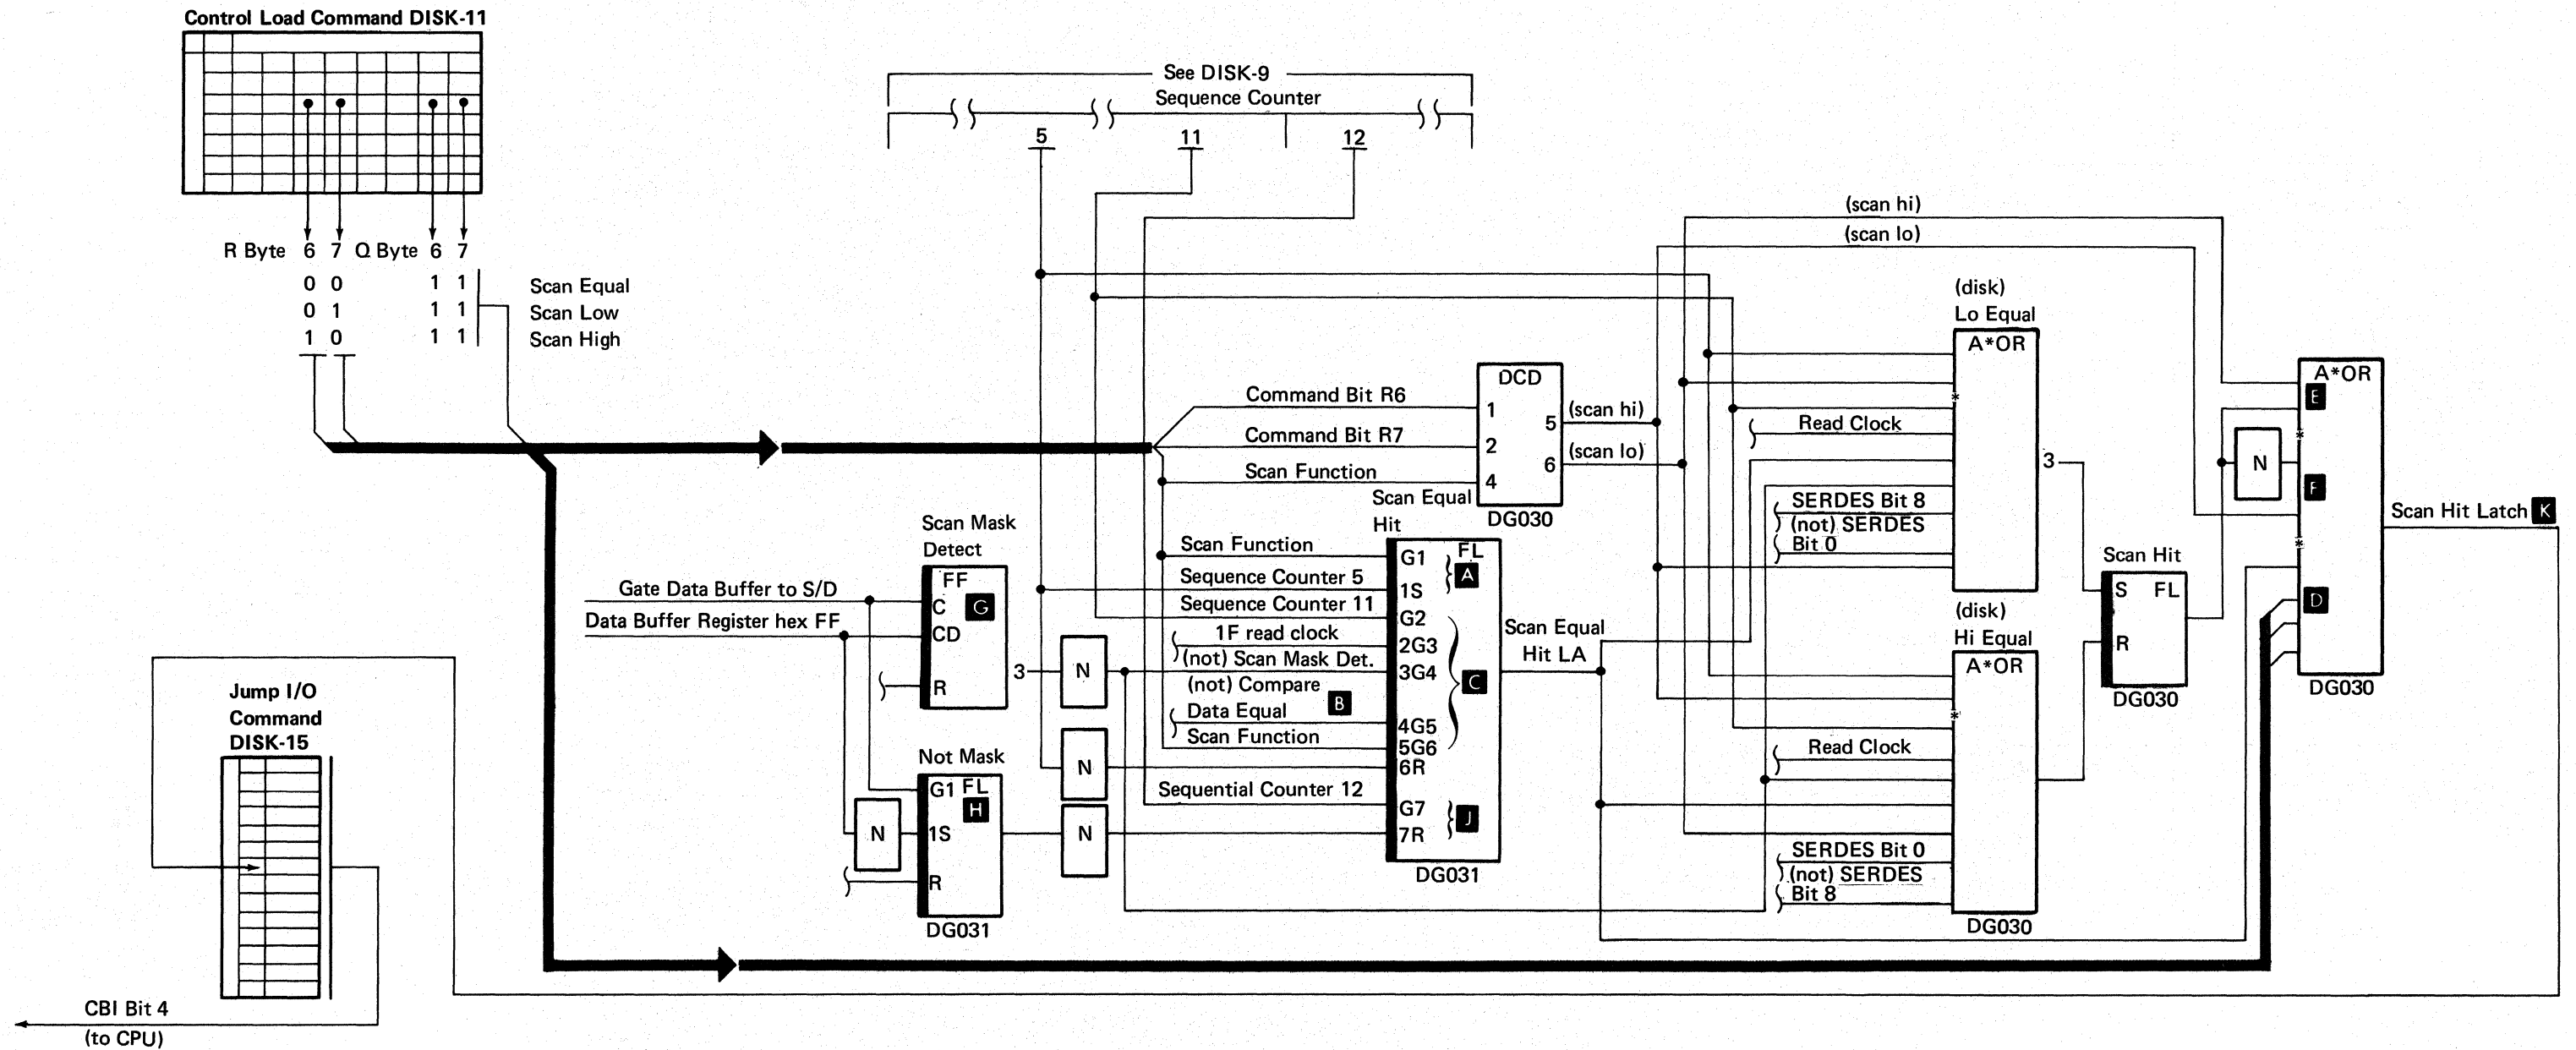 Control Load Command DISK-11
See DISK-9
Sequence Counter
5
11
12
R Byte 6 7 Q Byte 6 7
0 0 1 1 Scan Equal
0 1 1 1 Scan Low
1 0 1 1 Scan High
(scan hi)
(scan lo)
Command Bit R6
Command Bit R7
Scan Function
DCD
1
2
4
5
6
(scan hi)
(scan lo)
DG030
Scan Equal
Hit
Scan Function
Sequence Counter 5
Sequence Counter 11
1F read clock
(not) Scan Mask Det.
(not) Compare
B
Data Equal
Scan Function
Sequential Counter 12
G1 FL
A
1S
G2
2G3
3G4
C
4G5
5G6
6R
G7
J
7R
DG031
Scan Equal
Hit LA
Scan Mask
Detect
Gate Data Buffer to S/D
Data Buffer Register hex FF
FF
C G
CD
R
3
N
N
N
Not Mask
G1 FL
H
N
1S
R
DG031
(disk)
Lo Equal
A*OR
*
Read Clock
SERDES Bit 8
(not) SERDES
Bit 0
3
(disk)
Hi Equal
A*OR
*
Read Clock
SERDES Bit 0
(not) SERDES
Bit 8
DG030
Scan Hit
S FL
R
DG030
N
A*OR
E
*
F
*
D
DG030
Scan Hit Latch K
Jump I/O
Command
DISK-15
CBI Bit 4
(to CPU)